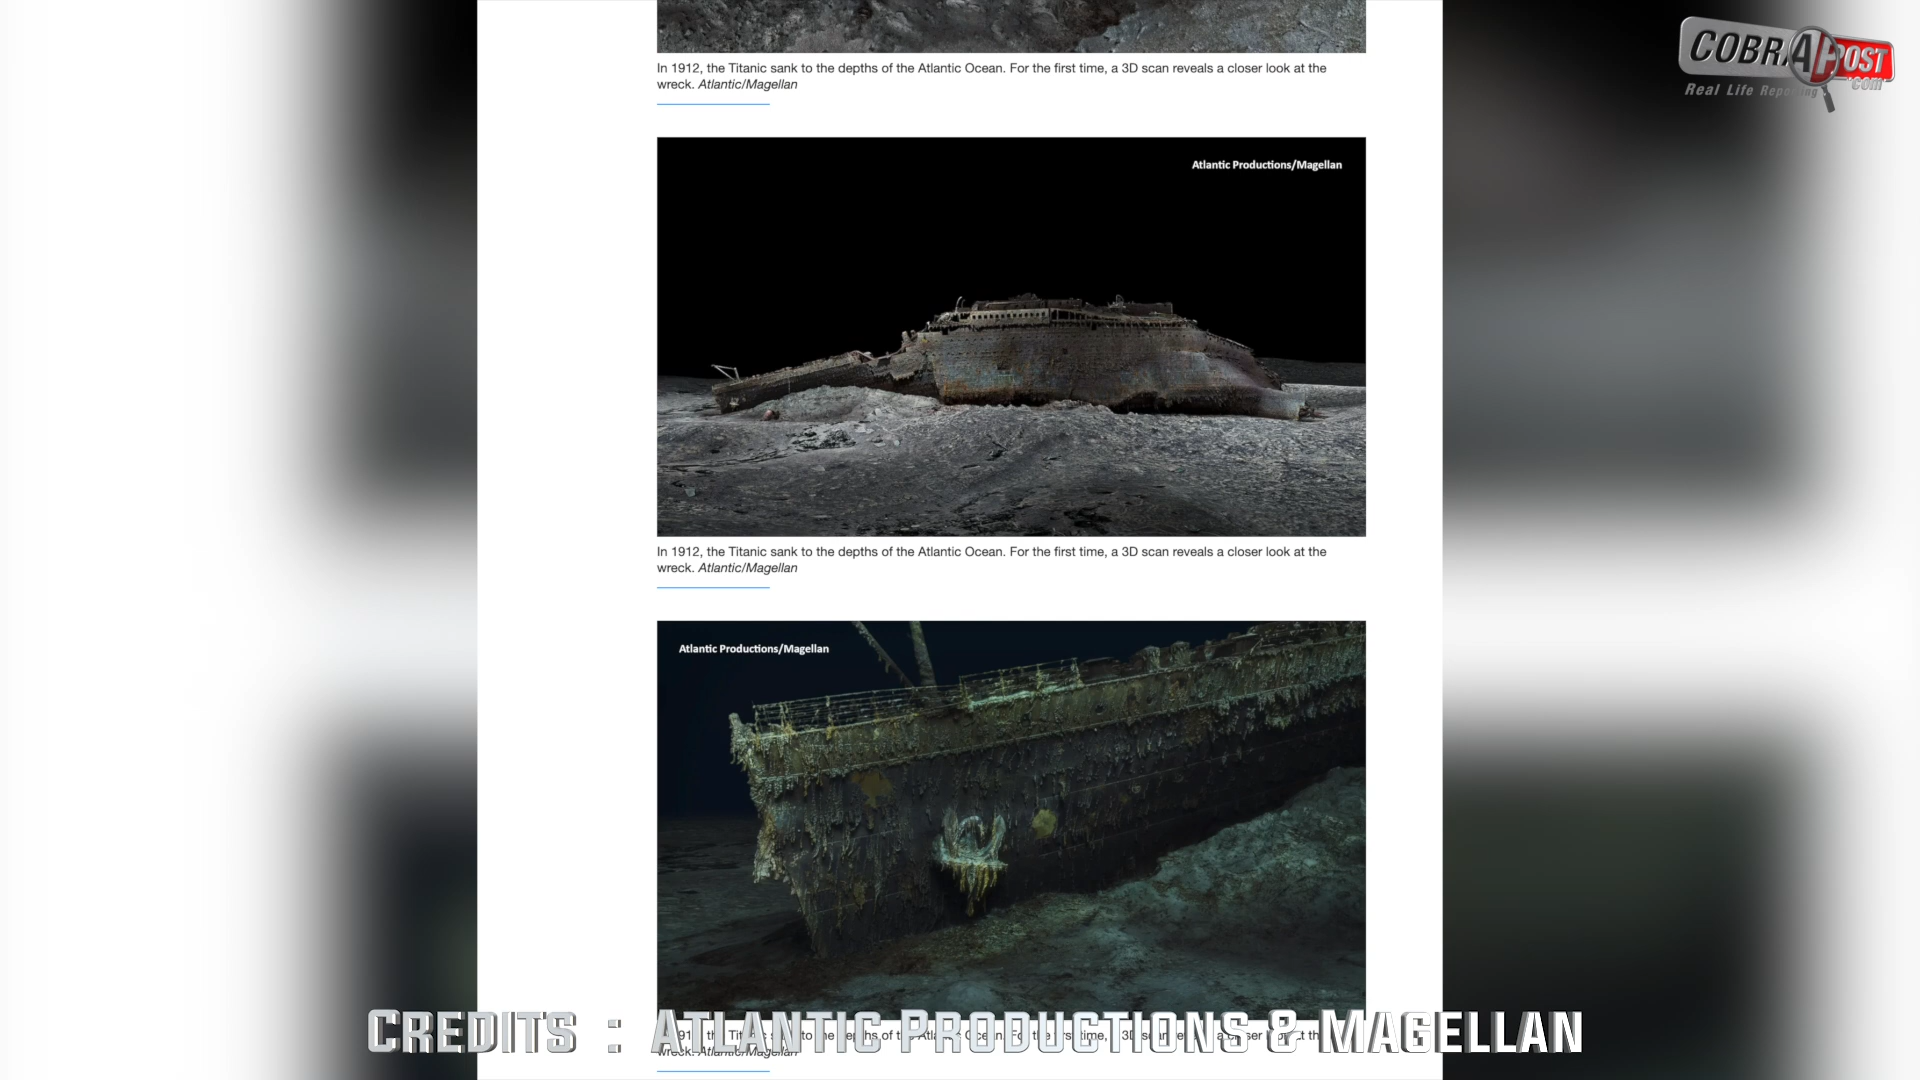 COBRAPOST
.com
Real Life Reporting
In 1912, the Titanic sank to the depths of the Atlantic Ocean. For the first time, a 3D scan reveals a closer look at the
wreck. Atlantic/Magellan
Atlantic Productions/Magellan
In 1912, the Titanic sank to the depths of the Atlantic Ocean. For the first time, a 3D scan reveals a closer look at the
wreck. Atlantic/Magellan
Atlantic Productions/Magellan
CREDITS : ATLANTIC PRODUCTIONS & MAGELLAN
wreck. Atlantic/Magellan